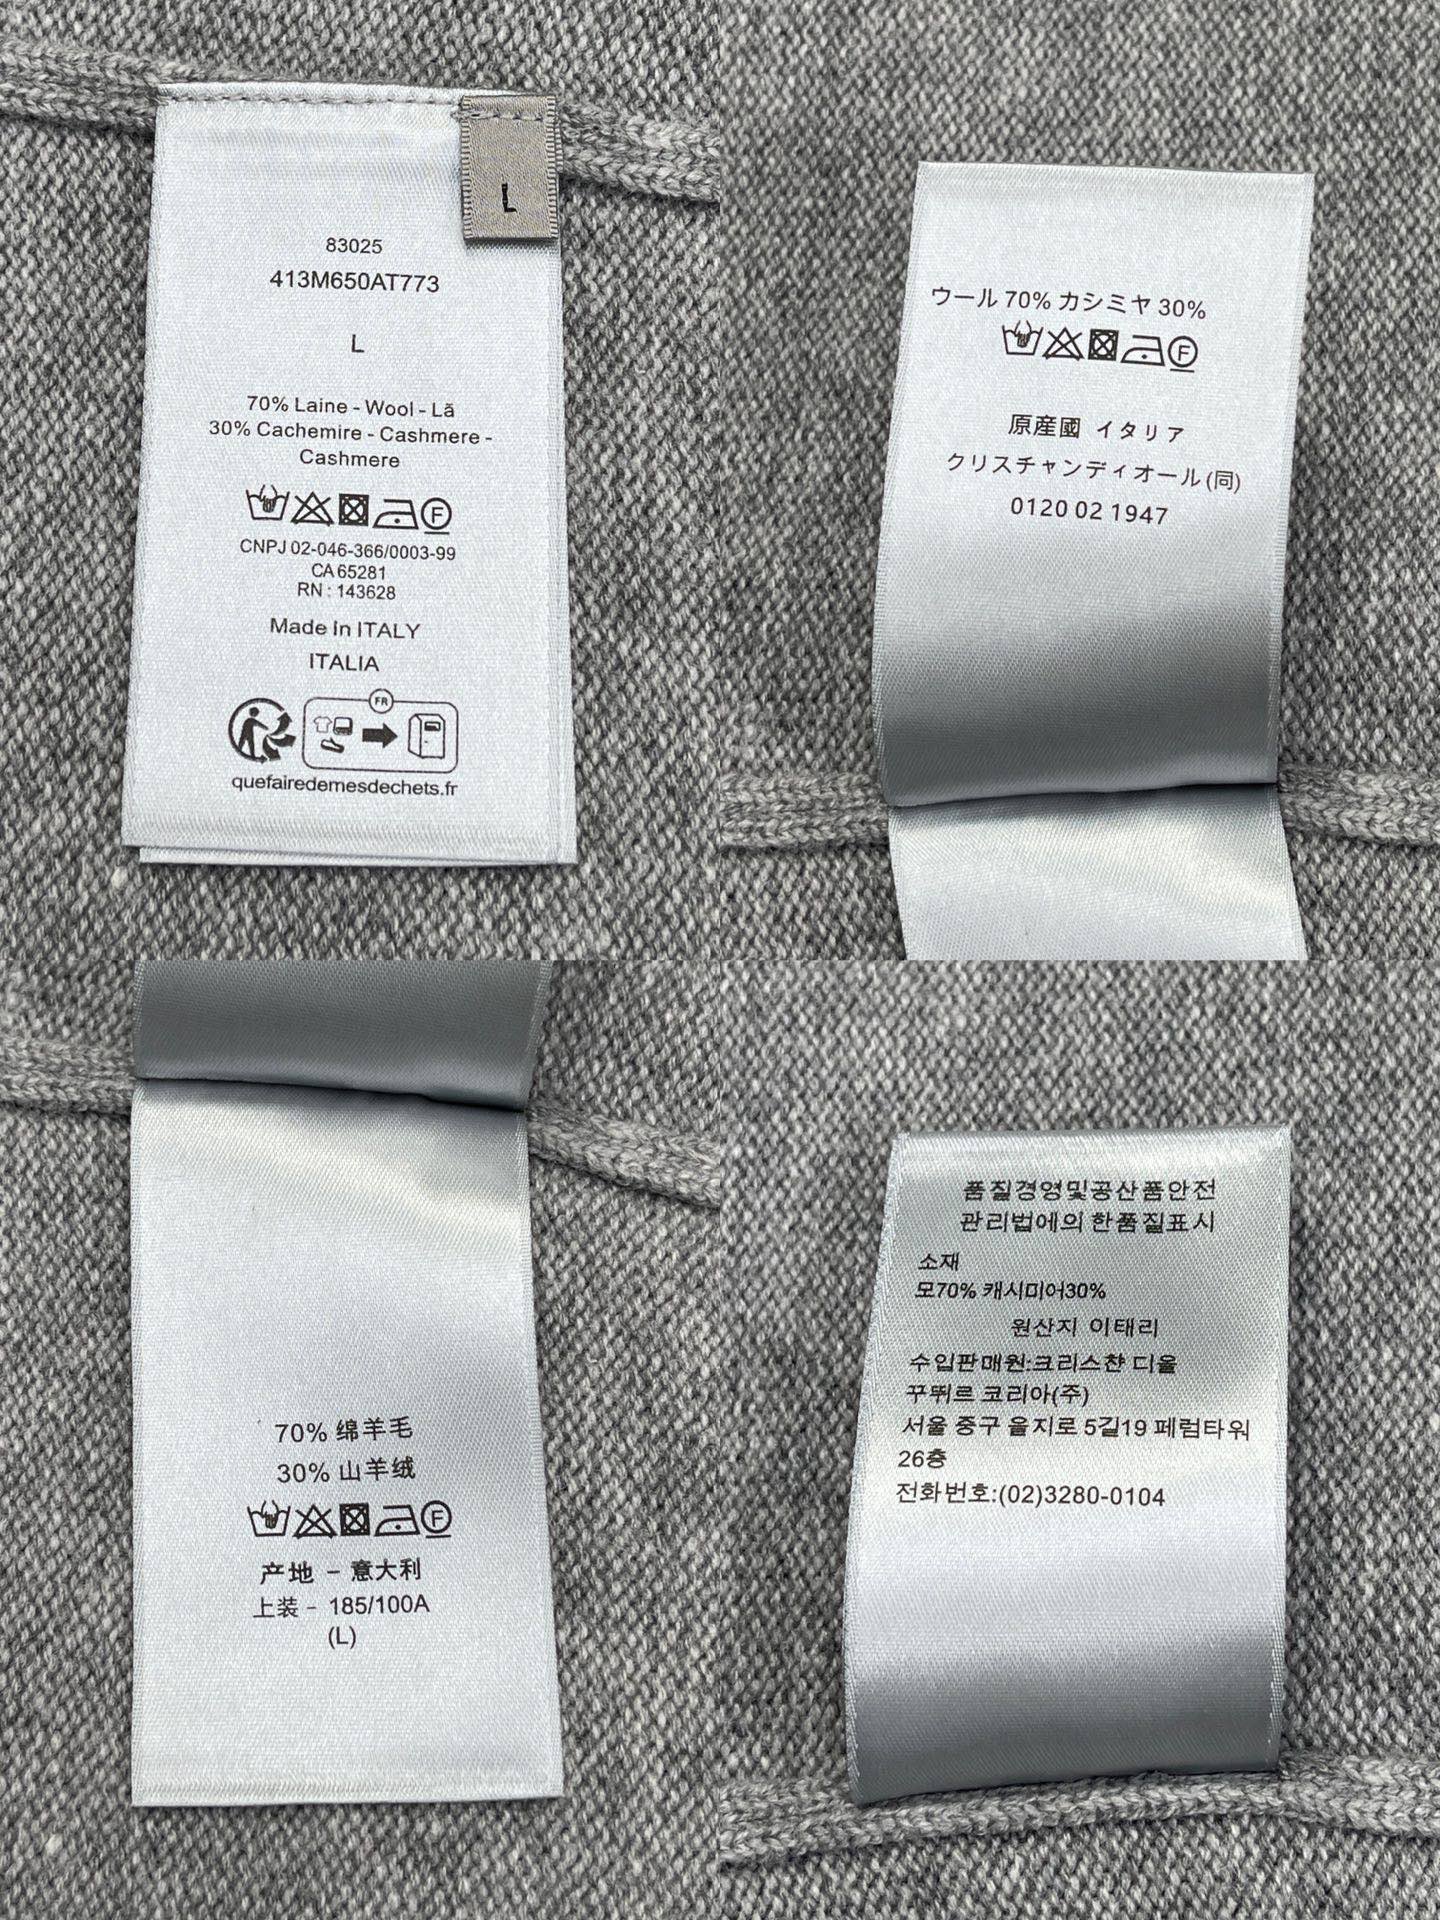 L
83025
413M650AT773
L
70% Laine - Wool - Lã
30% Cachemire - Cashmere -
Cashmere
F
CNPJ 02-046-366/0003-99
CA 65281
RN : 143628
Made In ITALY
ITALIA
FR
quefairedemesdechets.fr
ウール 70% カシミヤ 30%
F
原産國 イタリア
クリスチャンディオール(同)
0120 02 1947
70% 绵羊毛
30% 山羊绒
F
产地 - 意大利
上装 - 185/100A
(L)
품질경영및공산품안전
관리법에의 한품질표시
소재
모70% 캐시미어30%
원산지 이태리
수입판매원:크리스챤 디올
꾸뛰르 코리아(주)
서울 중구 을지로 5길19 페럼타워
26층
전화번호:(02)3280-0104